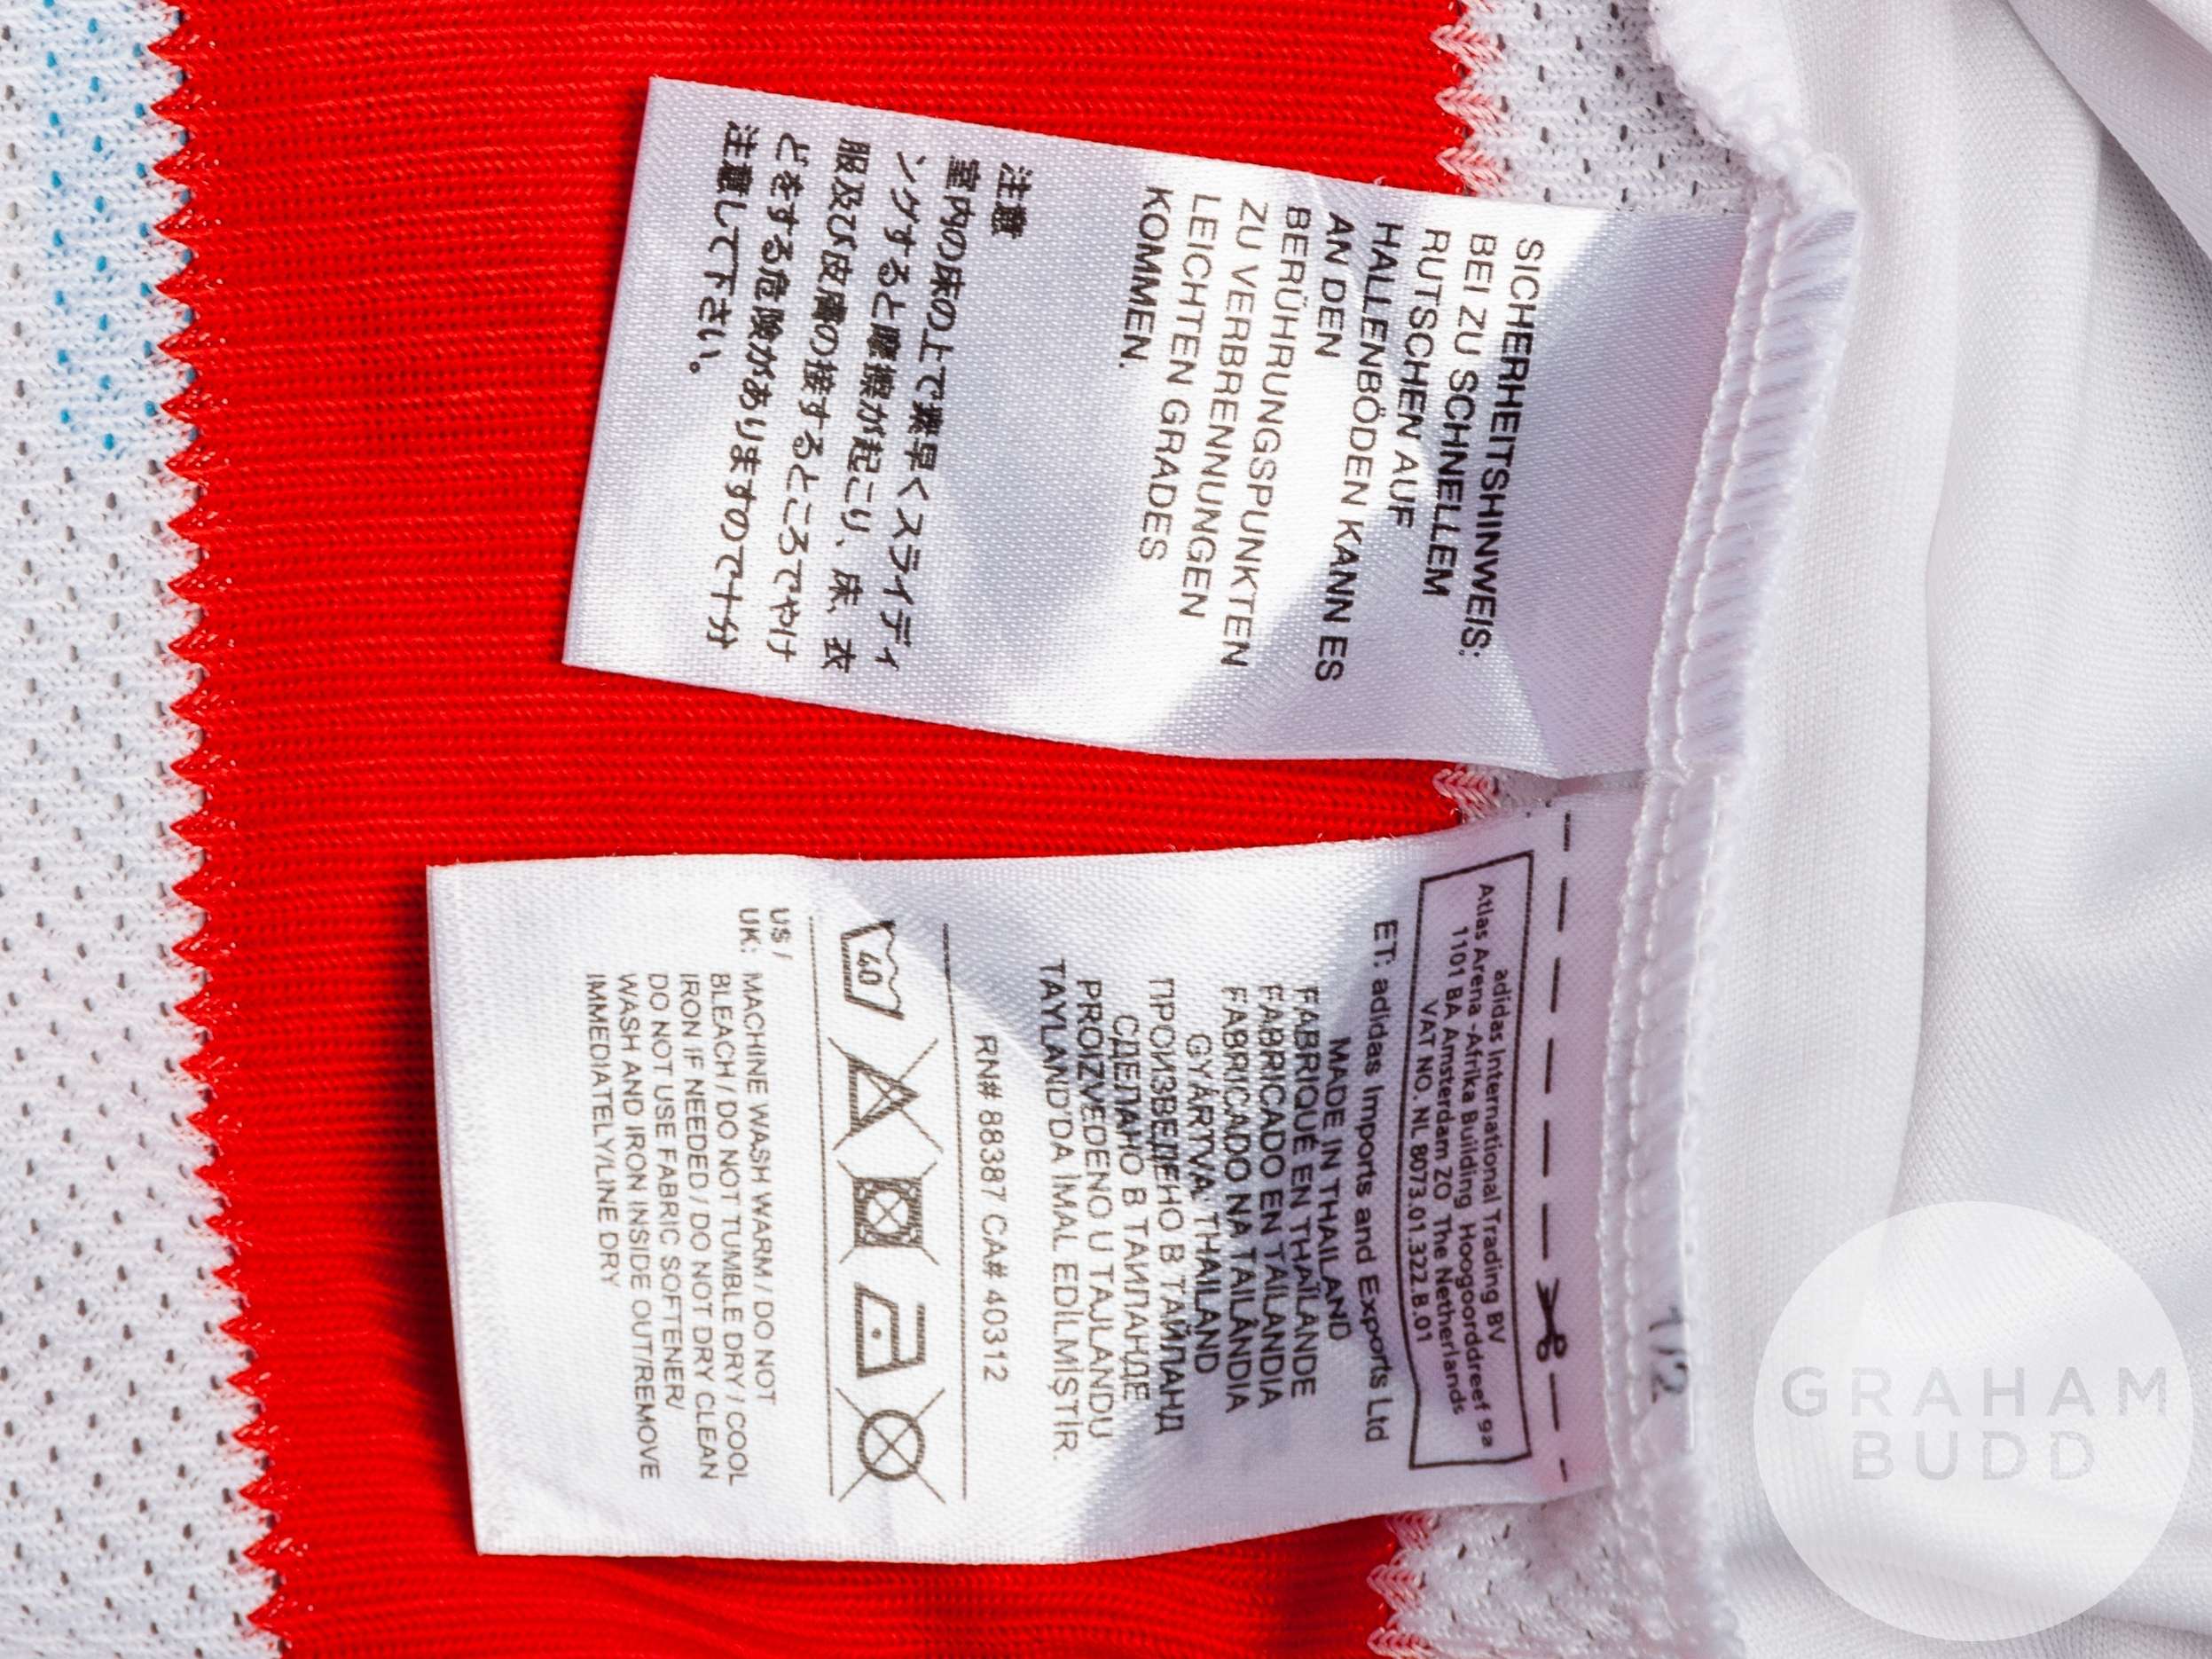 SICHERHEITSHINWEIS:
BEI ZU SCHNELLEM
RUTSCHEN AUF
HALLENBÖDEN KANN ES
AN DEN
BERÜHRUNGSPUNKTEN
ZU VERBRENNUNGEN
LEICHTEN GRADES
KOMMEN.
注意
室内の床の上で素早くスライディ
ングすると摩擦が起こり、床、衣
服及び皮膚の接するところでやけ
どをする危険がありますので十分
注意して下さい。
1/2
adidas International Trading BV
Atlas Arena -Afrika Building Hoogoorddreef 9a
1101 BA Amsterdam ZO The Netherlands
VAT NO. NL 8073.01.322.B.01
ET: adidas Imports and Exports Ltd
MADE IN THAILAND
FABRIQUÉ EN THAÏLANDE
FABRICADO EN TAILANDIA
FABRICADO NA TAILÂNDIA
GYÁRTVA: THAILAND
ПРОИЗВЕДЕНО В ТАЙЛАНД
СДЕЛАНО В ТАИЛАНДЕ
PROIZVEDENO U TAJLANDU
TAYLAND'DA İMAL EDİLMİŞTİR.
RN# 88387 CA# 40312
40
US /
UK: MACHINE WASH WARM / DO NOT
BLEACH / DO NOT TUMBLE DRY / COOL
IRON IF NEEDED / DO NOT DRY CLEAN
DO NOT USE FABRIC SOFTENER/
WASH AND IRON INSIDE OUT/REMOVE
IMMEDIATELY/LINE DRY
GRAHAM
BUDD